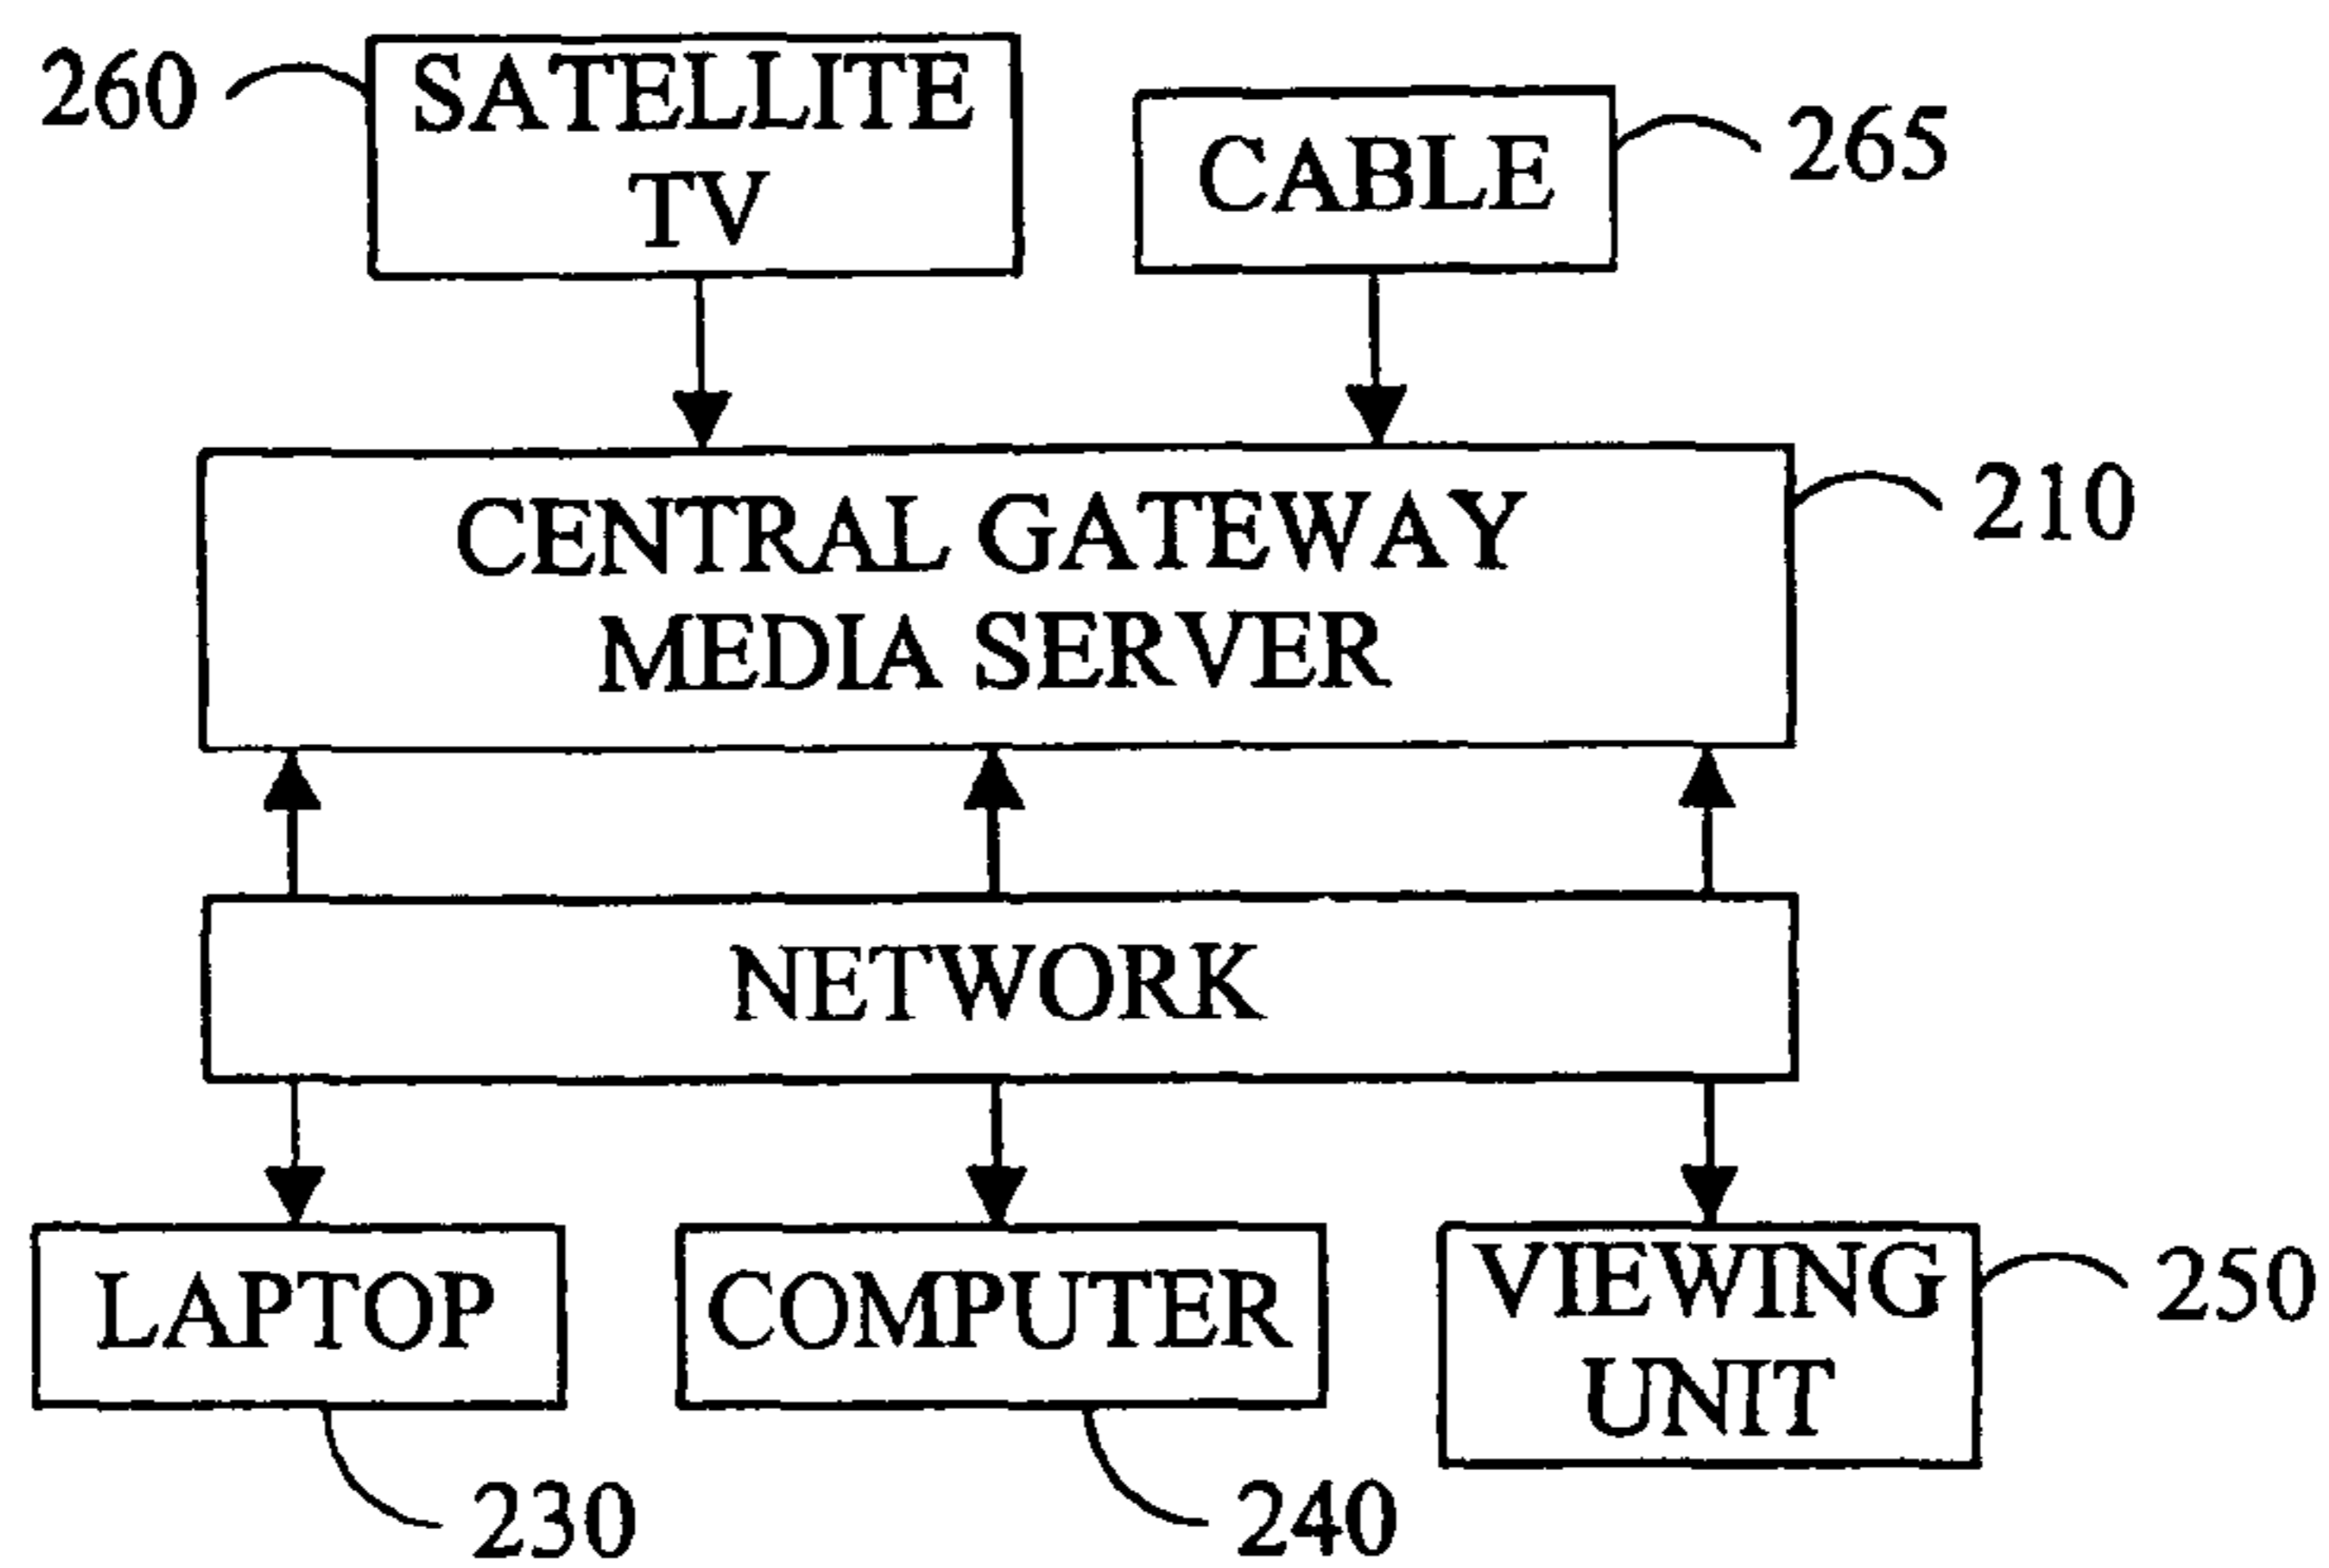 260
SATELLITE
TV
CABLE
265
CENTRAL GATEWAY
MEDIA SERVER
210
NETWORK
LAPTOP
COMPUTER
VIEWING
UNIT
250
230
240